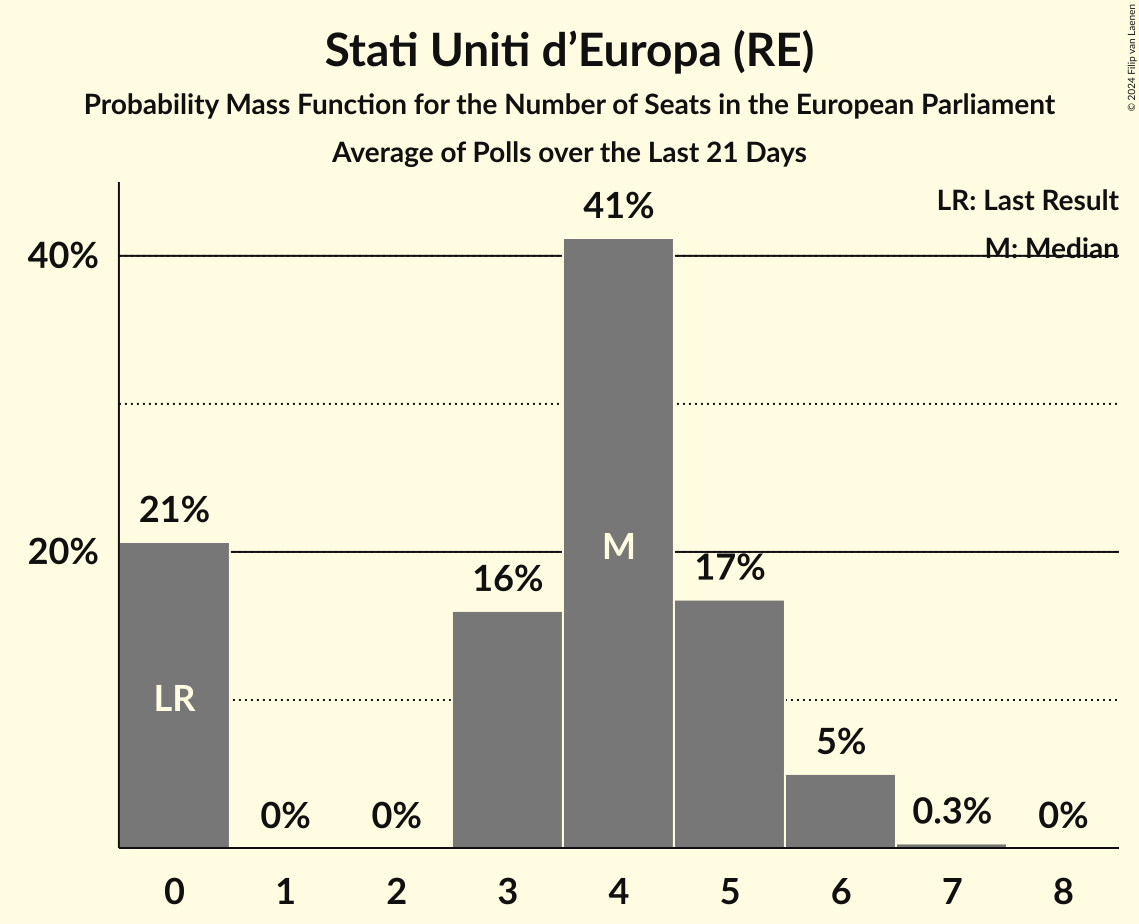 Stati Uniti d’Europa (RE)
Probability Mass Function for the Number of Seats in the European Parliament
Average of Polls over the Last 21 Days
© 2024 Filip van Laenen
LR: Last Result
M: Median
40%
20%
21%
0%
0%
16%
41%
17%
5%
0.3%
0%
LR
M
0 1 2 3 4 5 6 7 8